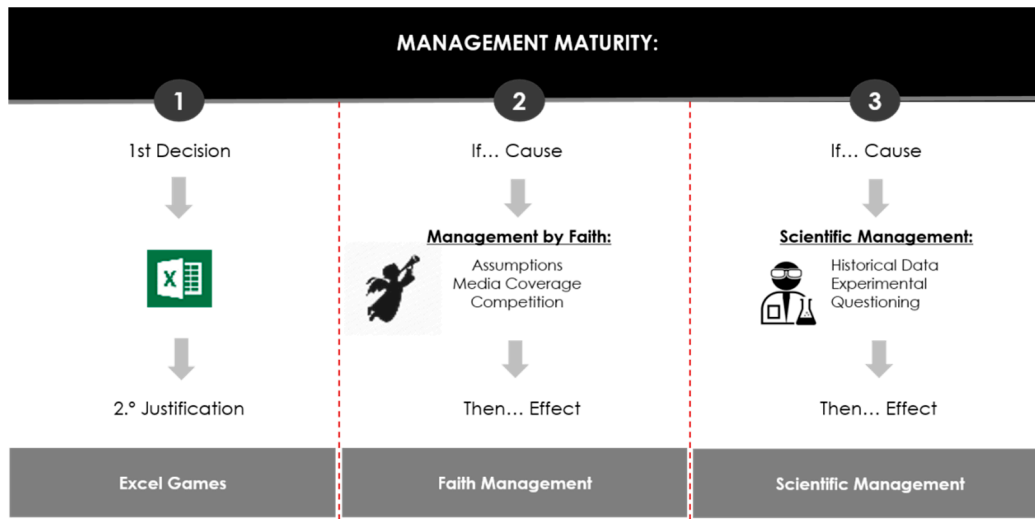 MANAGEMENT MATURITY:
1
1st Decision
X
2.° Justification
Excel Games
2
If... Cause
Management by Faith:
Assumptions
Media Coverage
Competition
Then... Effect
Faith Management
3
If... Cause
Scientific Management:
Historical Data
Experimental
Questioning
Then... Effect
Scientific Management